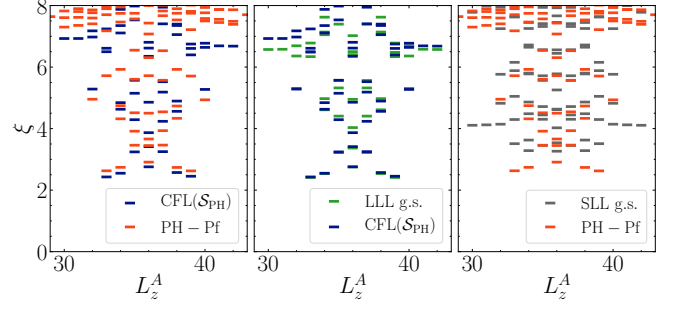 8
6
4
2
0
ξ
30
40
L_z^A
CFL(𝒮_PH)
PH − Pf
30
40
L_z^A
LLL g.s.
CFL(𝒮_PH)
30
40
L_z^A
SLL g.s.
PH − Pf